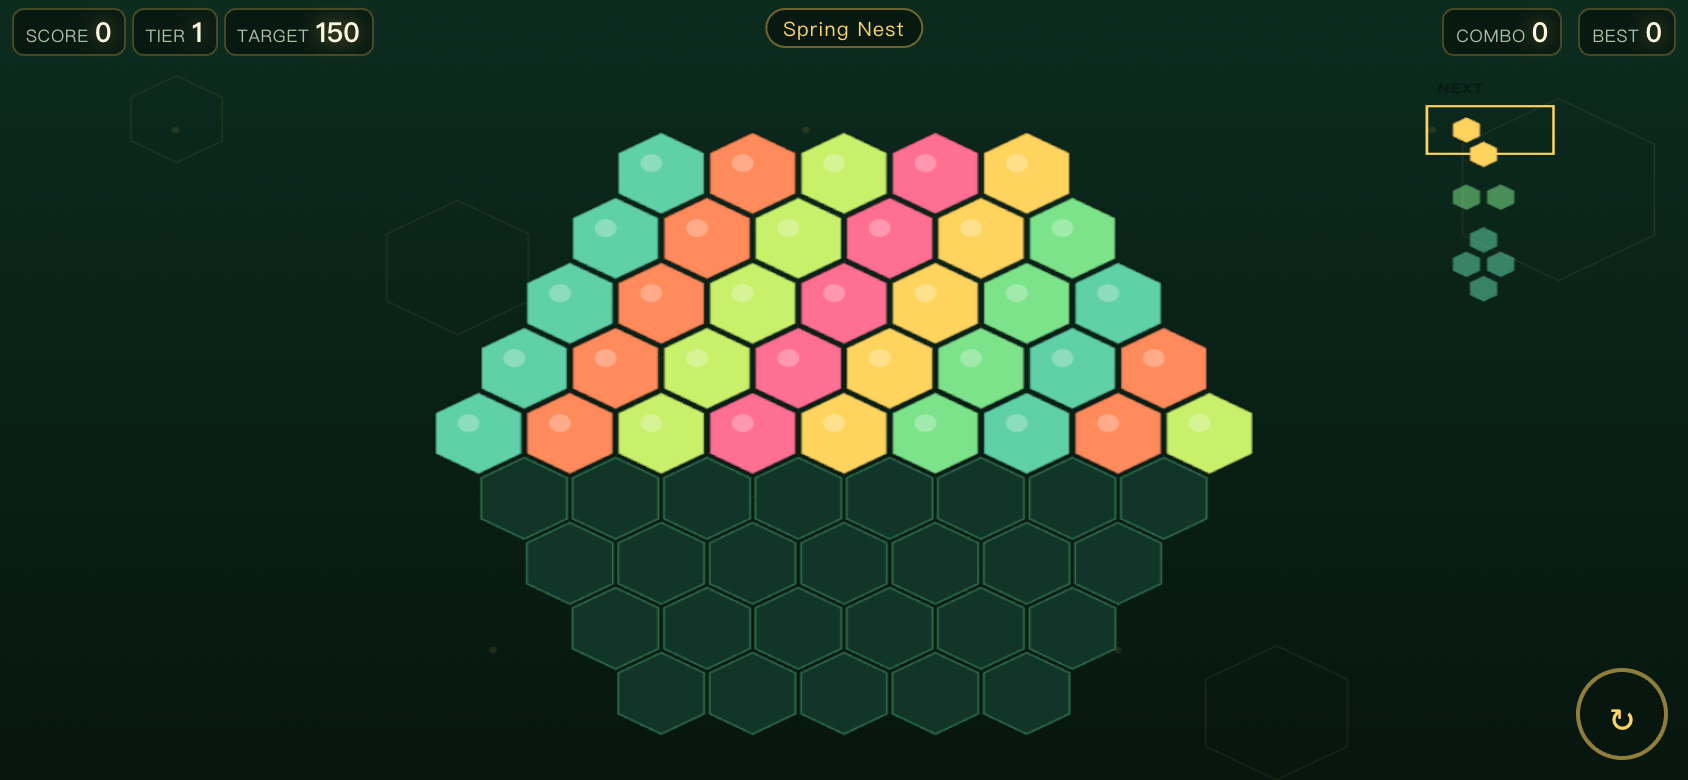 SCORE 0
TIER 1
TARGET 150
Spring Nest
COMBO 0
BEST 0
NEXT